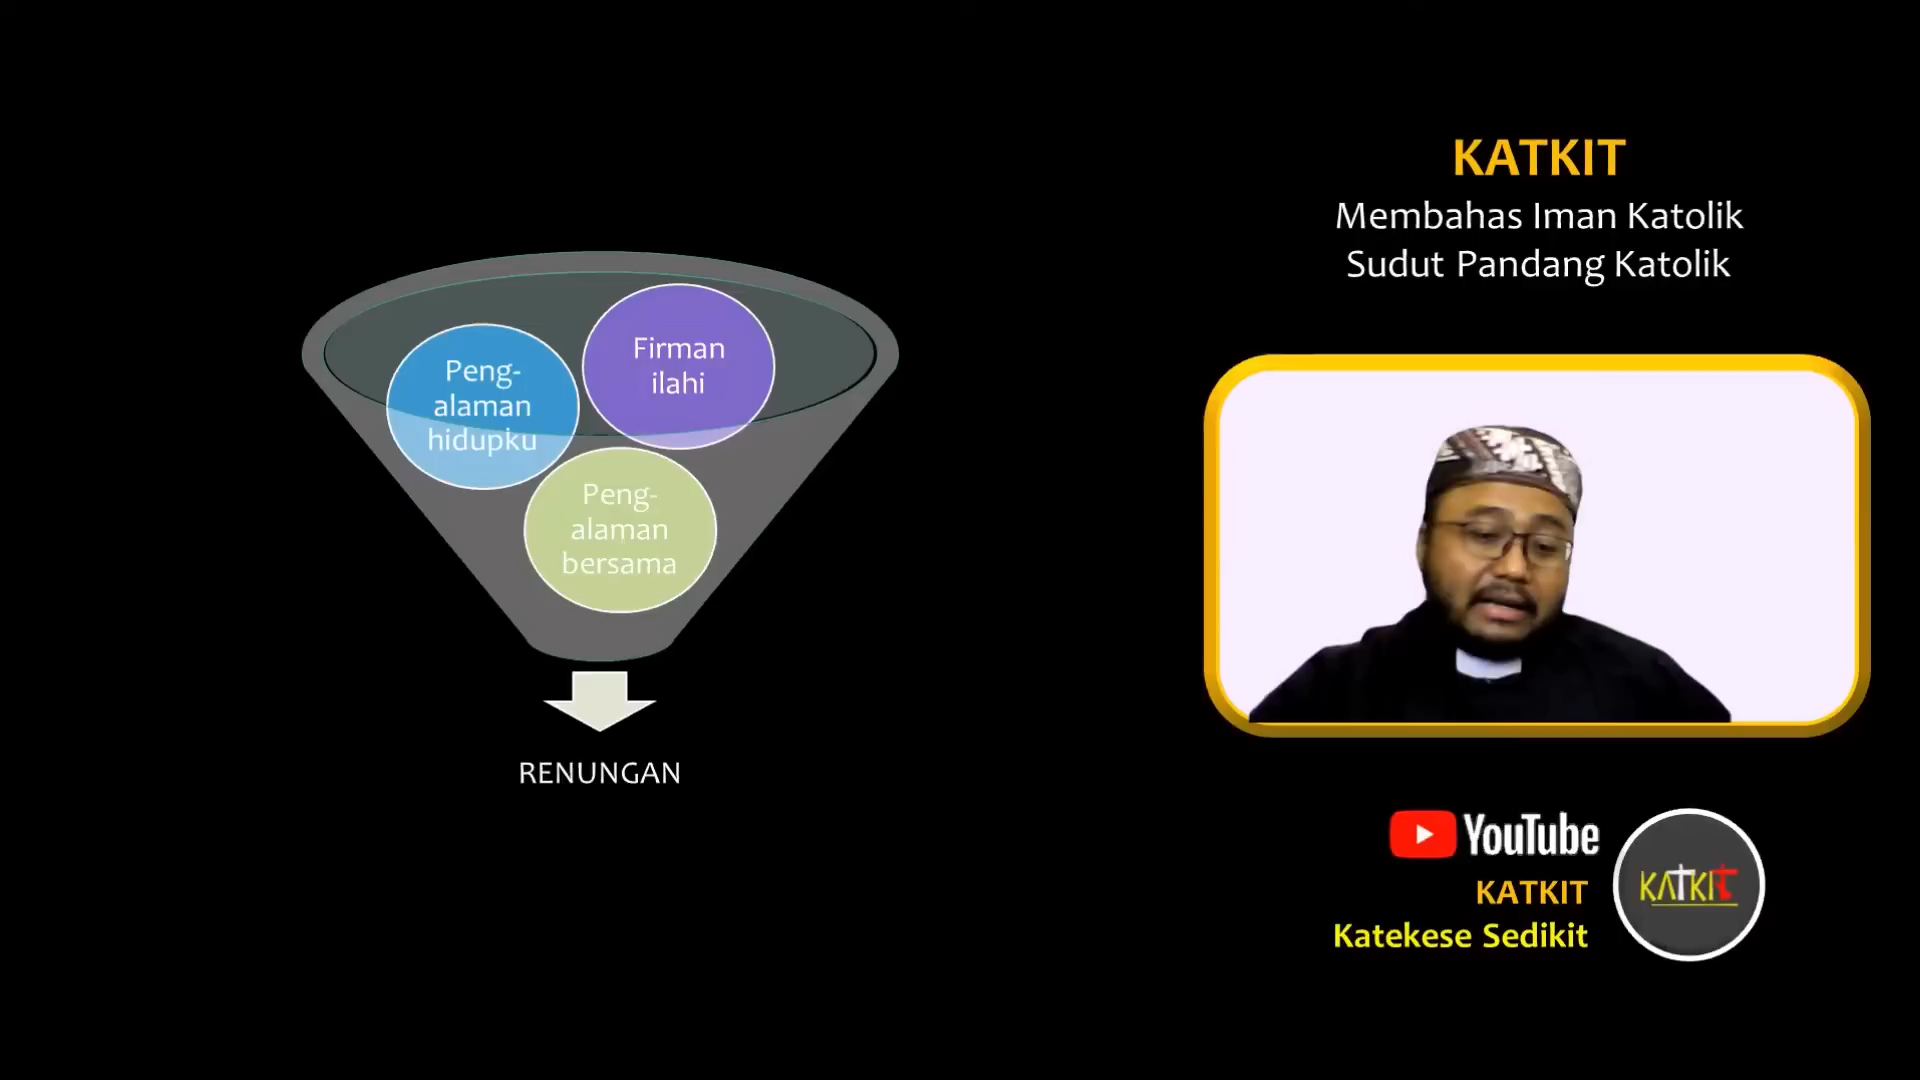 Firman
ilahi
Peng-
alaman
hidupku
Peng-
alaman
bersama
RENUNGAN
KATKIT
Membahas Iman Katolik
Sudut Pandang Katolik
YouTube
KATKIT
Katekese Sedikit
KATKIT